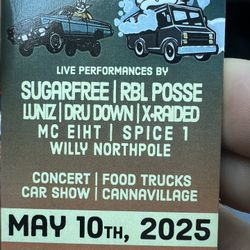 LIVE PERFORMANCES BY
SUGARFREE | RBL POSSE
LUNIZ | DRU DOWN | X-RAIDED
MC EIHT | SPICE 1
WILLY NORTHPOLE
CONCERT | FOOD TRUCKS
CAR SHOW | CANNAVILLAGE
MAY 10TH, 2025